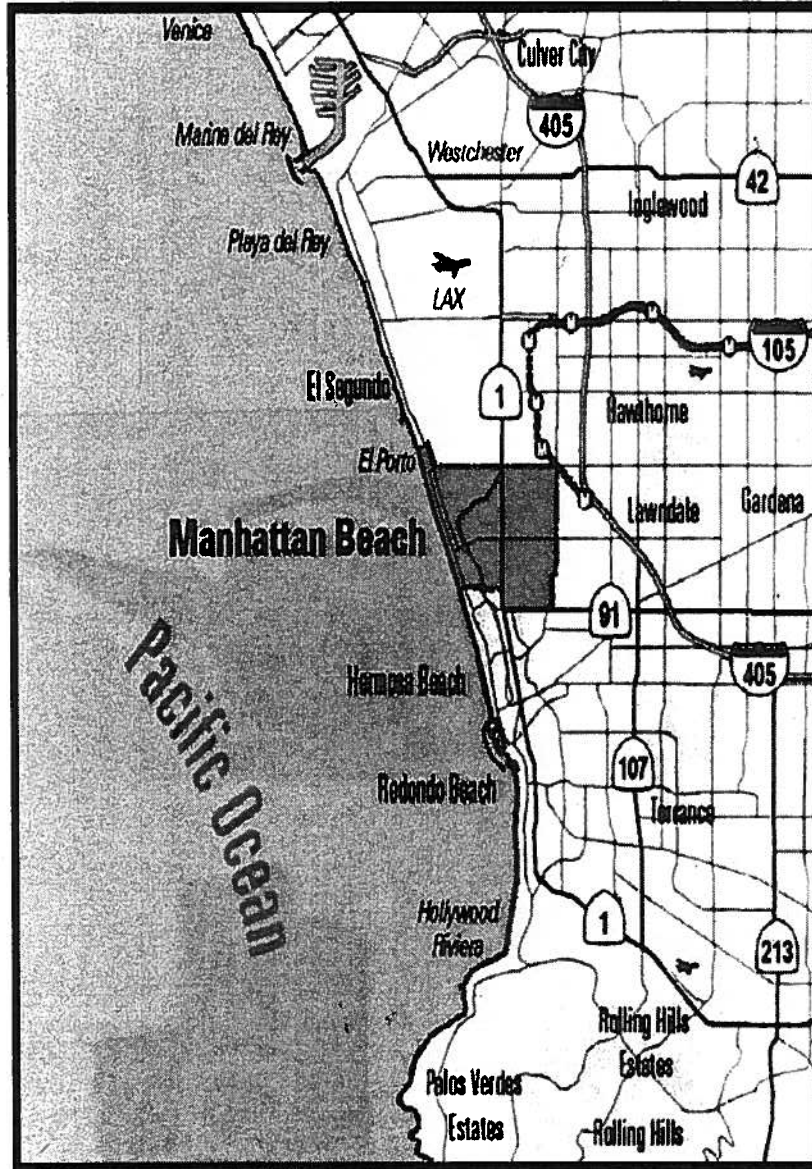 Venice
Culver City
405
Marina del Rey
Westchester
42
Inglewood
Playa del Rey
LAX
105
El Segundo
1
Hawthorne
El Porto
Lawndale
Gardena
Manhattan Beach
91
405
Hermosa Beach
Pacific Ocean
107
Redondo Beach
Torrance
Hollywood
Riviera
1
213
Rolling Hills
Estates
Palos Verdes
Estates
Rolling Hills